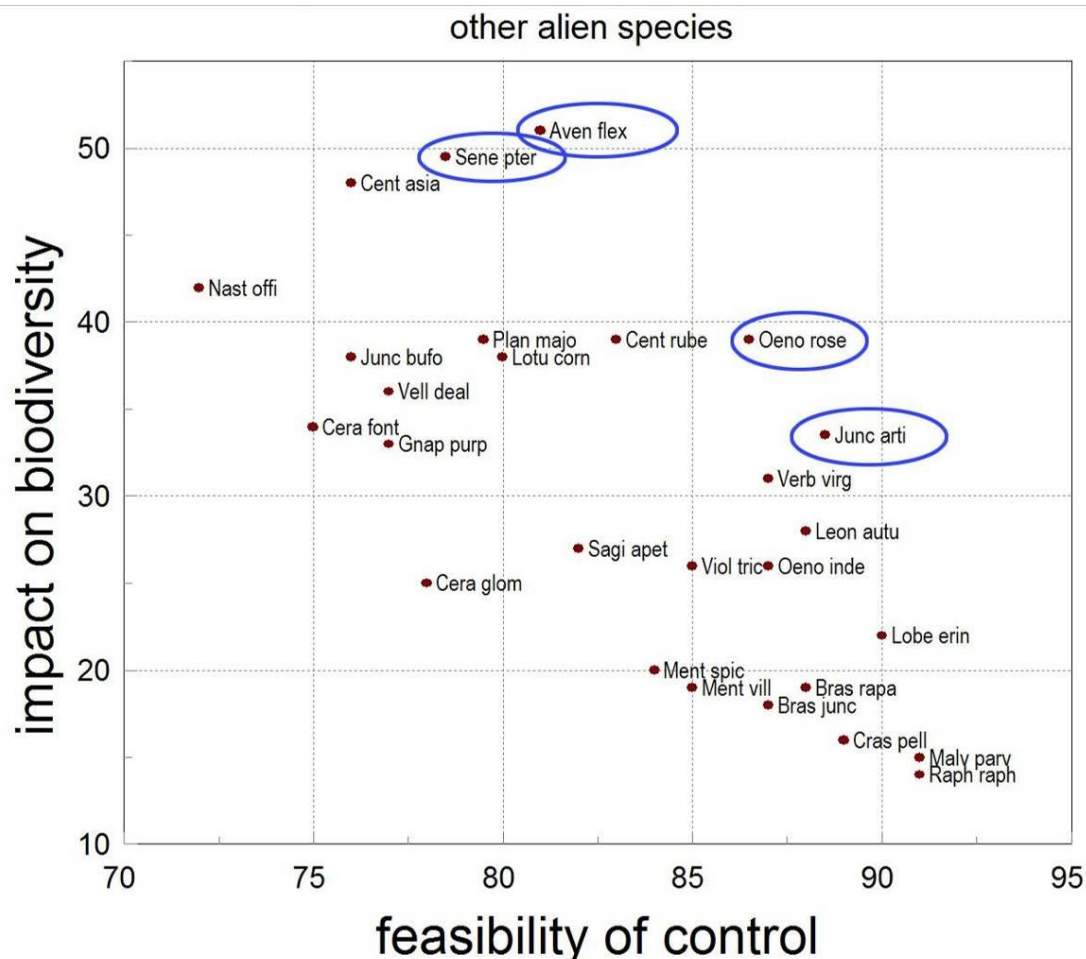 other alien species
50
Aven flex
Sene pter
Cent asia
Nast offi
40
Plan majo
Cent rube
Oeno rose
Junc bufo
Lotu corn
Vell deal
Cera font
Gnap purp
Junc arti
30
Verb virg
Leon autu
Sagi apet
Viol tric
Oeno inde
Cera glom
Lobe erin
20
Ment spic
Ment vill
Bras rapa
Bras junc
Cras pell
Malv parv
Raph raph
10
70
75
80
85
90
95
impact on biodiversity
feasibility of control